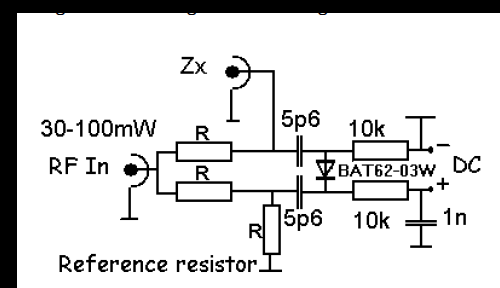 Zx
5p6
10k
30-100mW
R
RF In
R
BAT62-03W
−
DC
+
5p6
10k
1n
R
Reference resistor